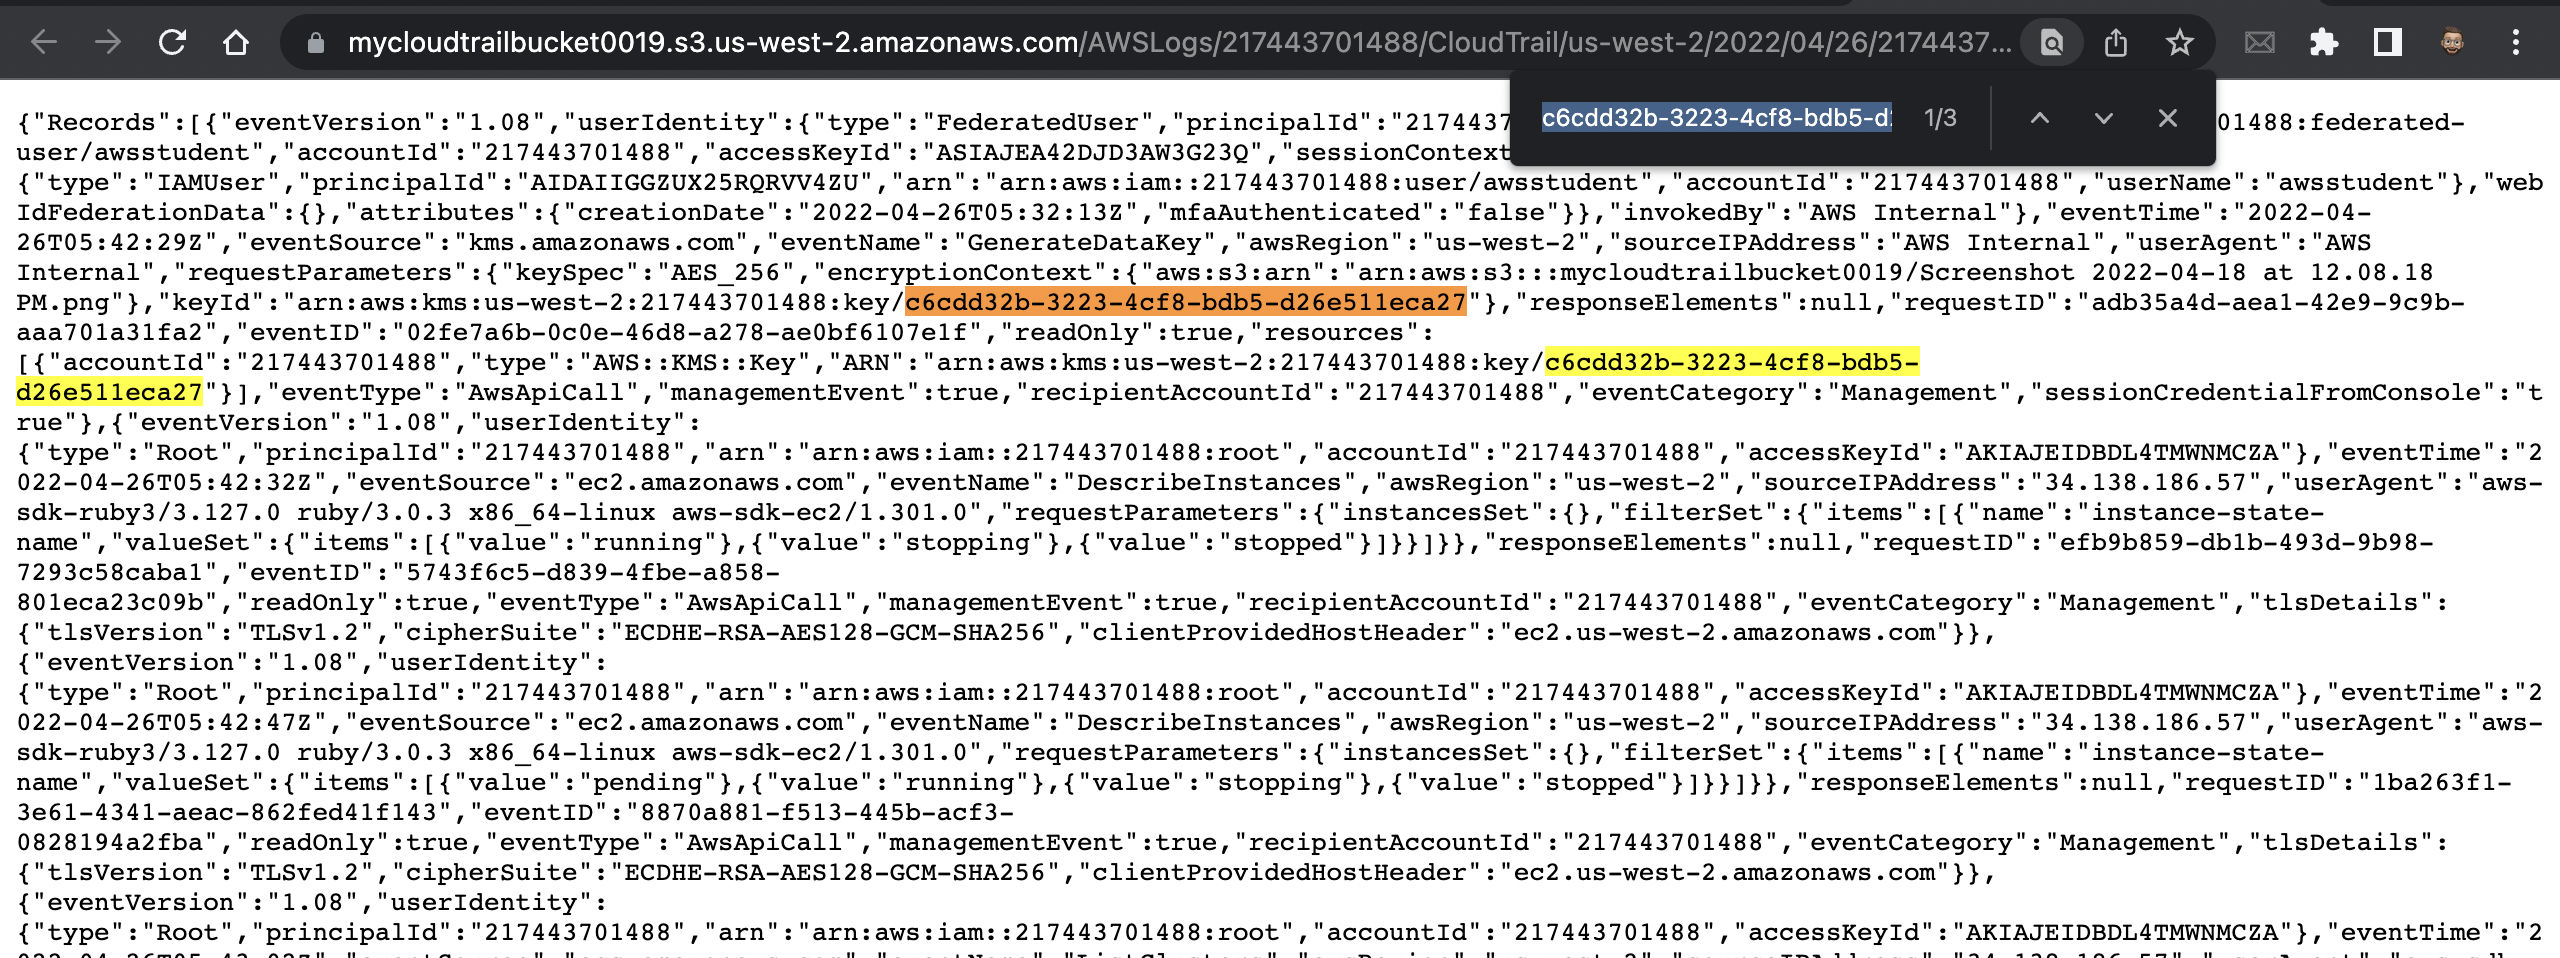 mycloudtrailbucket0019.s3.us-west-2.amazonaws.com/AWSLogs/217443701488/CloudTrail/us-west-2/2022/04/26/2174437...
c6cdd32b-3223-4cf8-bdb5-d2 1/3
{"Records":[{"eventVersion":"1.08","userIdentity":{"type":"FederatedUser","principalId":"217443701488:federated-
user/awsstudent","accountId":"217443701488","accessKeyId":"ASIAJEA42DJD3AW3G23Q","sessionContext
{"type":"IAMUser","principalId":"AIDAIIGGZUX25RQRVV4ZU","arn":"arn:aws:iam::217443701488:user/awsstudent","accountId":"217443701488","userName":"awsstudent"},"web
IdFederationData":{},"attributes":{"creationDate":"2022-04-26T05:32:13Z","mfaAuthenticated":"false"}},"invokedBy":"AWS Internal"},"eventTime":"2022-04-
26T05:42:29Z","eventSource":"kms.amazonaws.com","eventName":"GenerateDataKey","awsRegion":"us-west-2","sourceIPAddress":"AWS Internal","userAgent":"AWS
Internal","requestParameters":{"keySpec":"AES_256","encryptionContext":{"aws:s3:arn":"arn:aws:s3:::mycloudtrailbucket0019/Screenshot 2022-04-18 at 12.08.18
PM.png"},"keyId":"arn:aws:kms:us-west-2:217443701488:key/c6cdd32b-3223-4cf8-bdb5-d26e511eca27"},"responseElements":null,"requestID":"adb35a4d-aea1-42e9-9c9b-
aaa701a31fa2","eventID":"02fe7a6b-0c0e-46d8-a278-ae0bf6107e1f","readOnly":true,"resources":
[{"accountId":"217443701488","type":"AWS::KMS::Key","ARN":"arn:aws:kms:us-west-2:217443701488:key/c6cdd32b-3223-4cf8-bdb5-
d26e511eca27"}],"eventType":"AwsApiCall","managementEvent":true,"recipientAccountId":"217443701488","eventCategory":"Management","sessionCredentialFromConsole":"t
rue"},{"eventVersion":"1.08","userIdentity":
{"type":"Root","principalId":"217443701488","arn":"arn:aws:iam::217443701488:root","accountId":"217443701488","accessKeyId":"AKIAJEIDBDL4TMWNMCZA"},"eventTime":"2
022-04-26T05:42:32Z","eventSource":"ec2.amazonaws.com","eventName":"DescribeInstances","awsRegion":"us-west-2","sourceIPAddress":"34.138.186.57","userAgent":"aws-
sdk-ruby3/3.127.0 ruby/3.0.3 x86_64-linux aws-sdk-ec2/1.301.0","requestParameters":{"instancesSet":{},"filterSet":{"items":[{"name":"instance-state-
name","valueSet":{"items":[{"value":"running"},{"value":"stopping"},{"value":"stopped"}]}}]}},"responseElements":null,"requestID":"efb9b859-db1b-493d-9b98-
7293c58caba1","eventID":"5743f6c5-d839-4fbe-a858-
801eca23c09b","readOnly":true,"eventType":"AwsApiCall","managementEvent":true,"recipientAccountId":"217443701488","eventCategory":"Management","tlsDetails":
{"tlsVersion":"TLSv1.2","cipherSuite":"ECDHE-RSA-AES128-GCM-SHA256","clientProvidedHostHeader":"ec2.us-west-2.amazonaws.com"}},
{"eventVersion":"1.08","userIdentity":
{"type":"Root","principalId":"217443701488","arn":"arn:aws:iam::217443701488:root","accountId":"217443701488","accessKeyId":"AKIAJEIDBDL4TMWNMCZA"},"eventTime":"2
022-04-26T05:42:47Z","eventSource":"ec2.amazonaws.com","eventName":"DescribeInstances","awsRegion":"us-west-2","sourceIPAddress":"34.138.186.57","userAgent":"aws-
sdk-ruby3/3.127.0 ruby/3.0.3 x86_64-linux aws-sdk-ec2/1.301.0","requestParameters":{"instancesSet":{},"filterSet":{"items":[{"name":"instance-state-
name","valueSet":{"items":[{"value":"pending"},{"value":"running"},{"value":"stopping"},{"value":"stopped"}]}}]}},"responseElements":null,"requestID":"1ba263f1-
3e61-4341-aeac-862fed41f143","eventID":"8870a881-f513-445b-acf3-
0828194a2fba","readOnly":true,"eventType":"AwsApiCall","managementEvent":true,"recipientAccountId":"217443701488","eventCategory":"Management","tlsDetails":
{"tlsVersion":"TLSv1.2","cipherSuite":"ECDHE-RSA-AES128-GCM-SHA256","clientProvidedHostHeader":"ec2.us-west-2.amazonaws.com"}},
{"eventVersion":"1.08","userIdentity":
{"type":"Root","principalId":"217443701488","arn":"arn:aws:iam::217443701488:root","accountId":"217443701488","accessKeyId":"AKIAJEIDBDL4TMWNMCZA"},"eventTime":"2